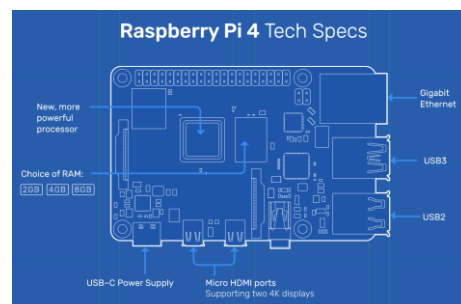 Raspberry Pi 4 Tech Specs
New, more
powerful
processor
Choice of RAM:
2GB 4GB 8GB
Gigabit
Ethernet
USB3
USB2
USB-C Power Supply
Micro HDMI ports
Supporting two 4K displays